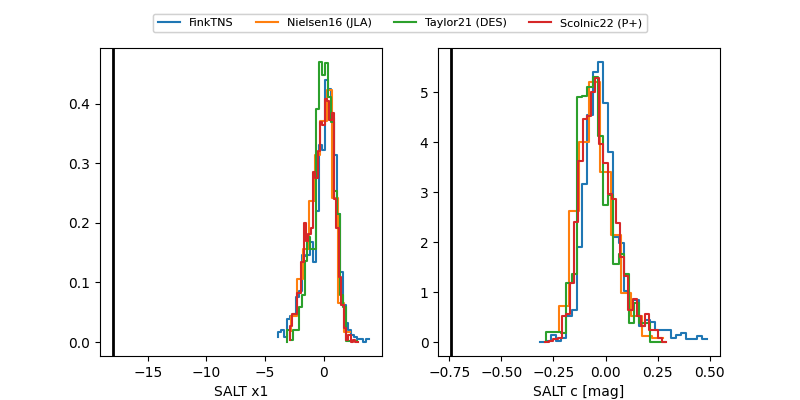 FinkTNS Nielsen16 (JLA) Taylor21 (DES) Scolnic22 (P+)
0.4
0.3
0.2
0.1
0.0
−15 −10 −5 0
SALT x1
5
4
3
2
1
0
−0.75 −0.50 −0.25 0.00 0.25 0.50
SALT c [mag]